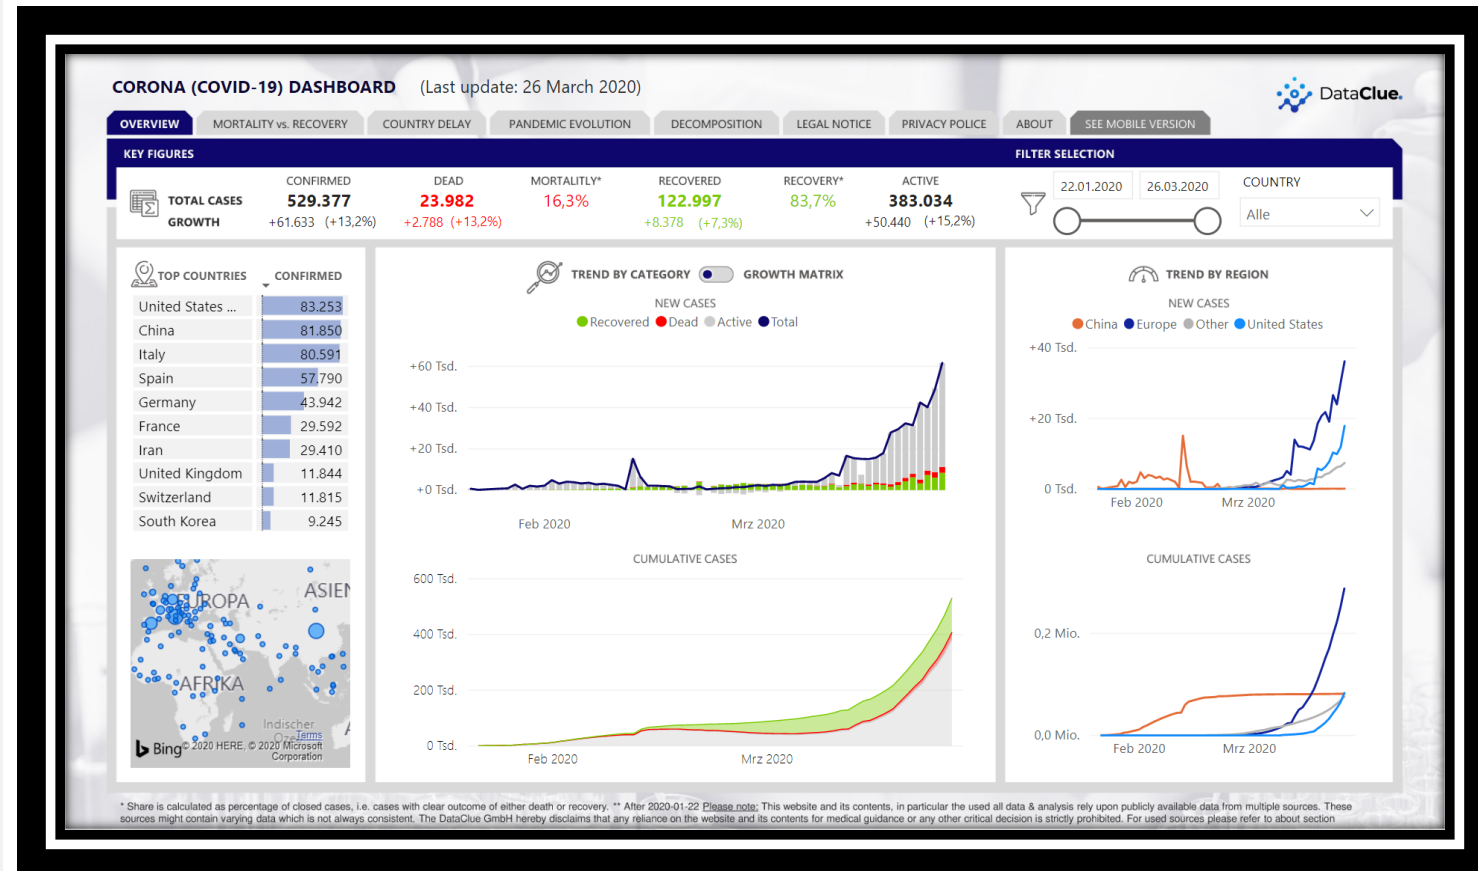 CORONA (COVID-19) DASHBOARD (Last update: 26 March 2020)
DataClue.
OVERVIEW MORTALITY vs. RECOVERY COUNTRY DELAY PANDEMIC EVOLUTION DECOMPOSITION LEGAL NOTICE PRIVACY POLICE ABOUT SEE MOBILE VERSION
KEY FIGURES
FILTER SELECTION
CONFIRMED DEAD MORTALITLY* RECOVERED RECOVERY* ACTIVE
TOTAL CASES 529.377 23.982 16,3% 122.997 83,7% 383.034
GROWTH +61.633 (+13,2%) +2.788 (+13,2%) +8.378 (+7,3%) +50.440 (+15,2%)
22.01.2020 26.03.2020 COUNTRY
Alle
TOP COUNTRIES CONFIRMED
United States ... 83.253
China 81.850
Italy 80.591
Spain 57.790
Germany 43.942
France 29.592
Iran 29.410
United Kingdom 11.844
Switzerland 11.815
South Korea 9.245
EUROPA
ASIEN
AFRIKA
Indischer
Terms
Bing © 2020 HERE, © 2020 Microsoft
Corporation
TREND BY CATEGORY GROWTH MATRIX
NEW CASES
Recovered Dead Active Total
+60 Tsd.
+40 Tsd.
+20 Tsd.
+0 Tsd.
Feb 2020 Mrz 2020
CUMULATIVE CASES
600 Tsd.
400 Tsd.
200 Tsd.
0 Tsd.
Feb 2020 Mrz 2020
TREND BY REGION
NEW CASES
China Europe Other United States
+40 Tsd.
+20 Tsd.
0 Tsd.
Feb 2020 Mrz 2020
CUMULATIVE CASES
0,2 Mio.
0,0 Mio.
Feb 2020 Mrz 2020
* Share is calculated as percentage of closed cases, i.e. cases with clear outcome of either death or recovery. ** After 2020-01-22 Please note: This website and its contents, in particular the used all data & analysis rely upon publicly available data from multiple sources. These
sources might contain varying data which is not always consistent. The DataClue GmbH hereby disclaims that any reliance on the website and its contents for medical guidance or any other critical decision is strictly prohibited. For used sources please refer to about section